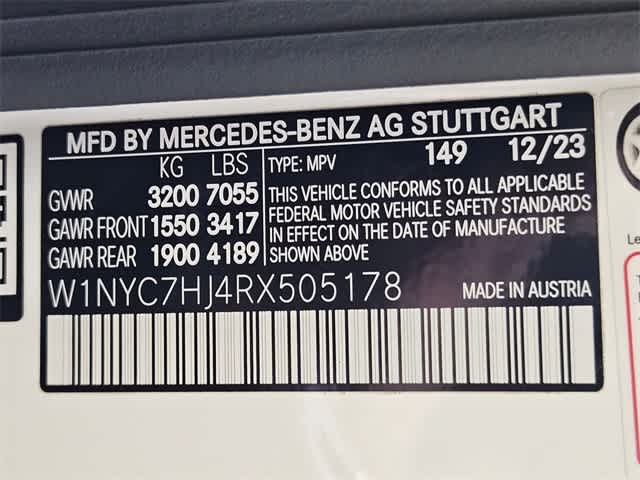 MFD BY MERCEDES-BENZ AG STUTTGART
KG LBS
GVWR 3200 7055
GAWR FRONT 1550 3417
GAWR REAR 1900 4189
TYPE: MPV 149 12/23
THIS VEHICLE CONFORMS TO ALL APPLICABLE
FEDERAL MOTOR VEHICLE SAFETY STANDARDS
IN EFFECT ON THE DATE OF MANUFACTURE
SHOWN ABOVE
W1NYC7HJ4RX505178 MADE IN AUSTRIA